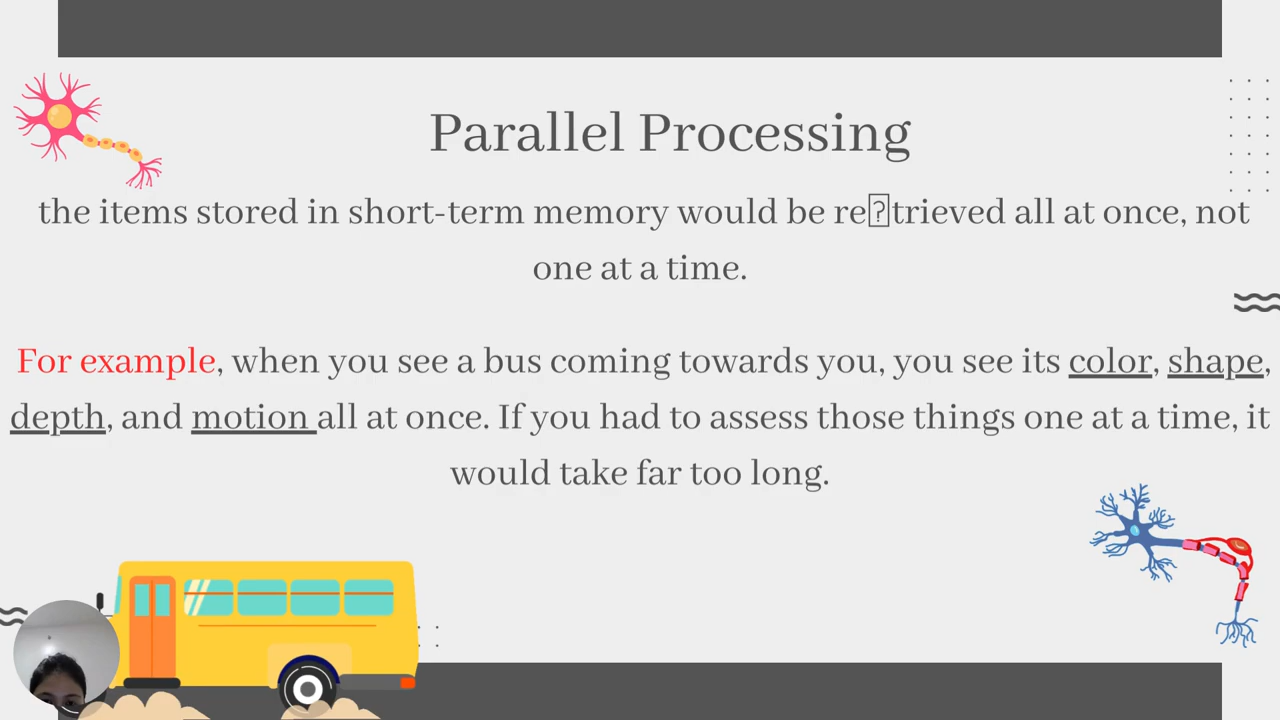 Parallel Processing
the items stored in short-term memory would be re�trieved all at once, not
one at a time.
For example, when you see a bus coming towards you, you see its color, shape,
depth, and motion all at once. If you had to assess those things one at a time, it
would take far too long.